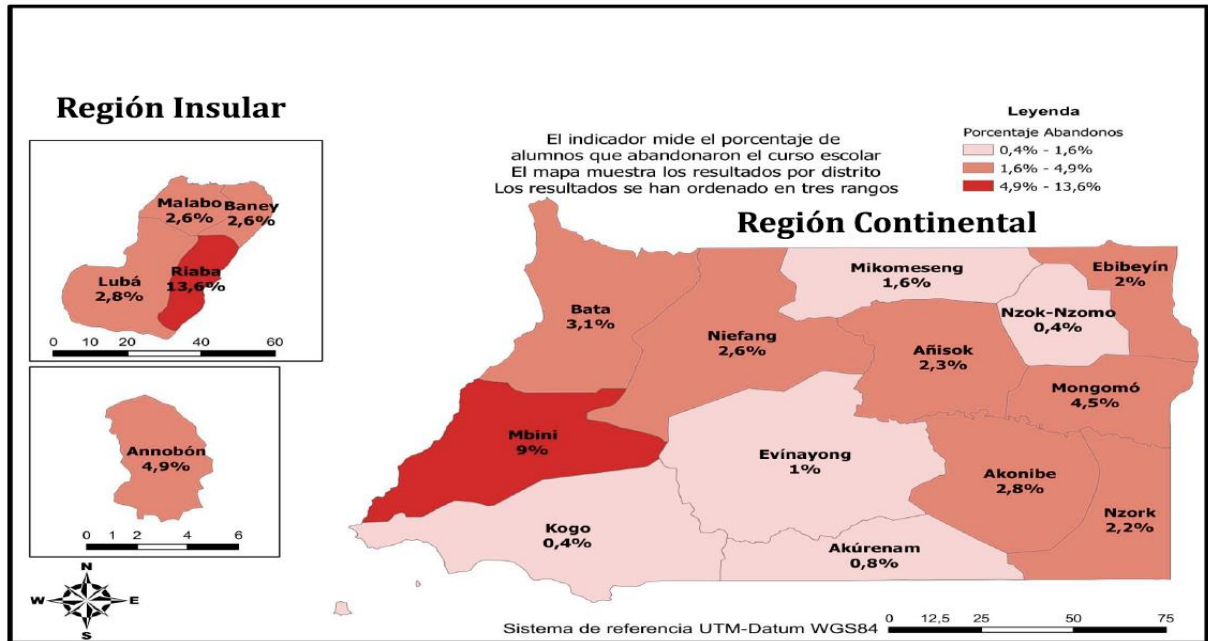 Región Insular
Malabo
2,6%
Baney
2,6%
Lubá
2,8%
Riaba
13,6%
0 20 40 60
Annobón
4,9%
0 1 2 4 6
N
W E
S
El indicador mide el porcentaje de
alumnos que abandonaron el curso escolar
El mapa muestra los resultados por distrito
Los resultados se han ordenado en tres rangos
Leyenda
Porcentaje Abandonos
0,4% - 1,6%
1,6% - 4,9%
4,9% - 13,6%
Región Continental
Mikomeseng
1,6%
Ebibeyín
2%
Nzok-Nzomo
0,4%
Bata
3,1%
Niefang
2,6%
Añisok
2,3%
Mongomó
4,5%
Mbini
9%
Evínayong
1%
Akonibe
2,8%
Nzork
2,2%
Kogo
0,4%
Akúrenam
0,8%
Sistema de referencia UTM-Datum WGS84
0 12,5 25 50 75